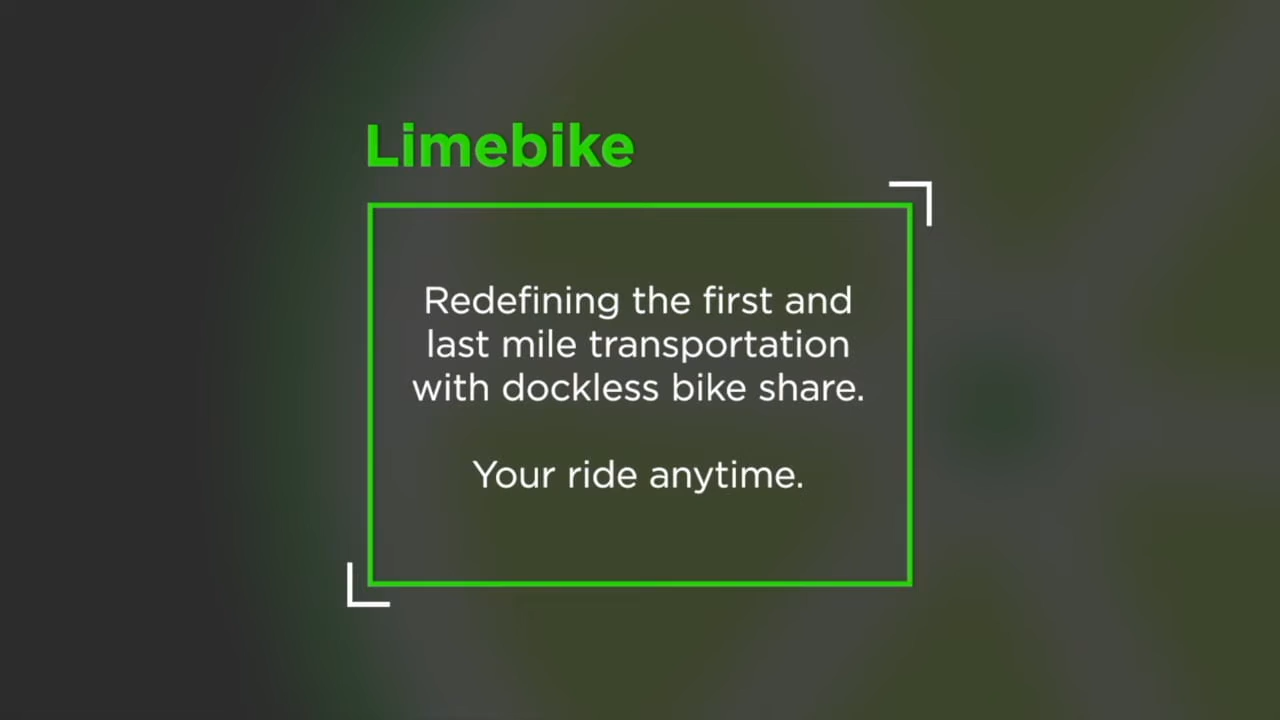 Limebike
Redefining the first and
last mile transportation
with dockless bike share.
Your ride anytime.